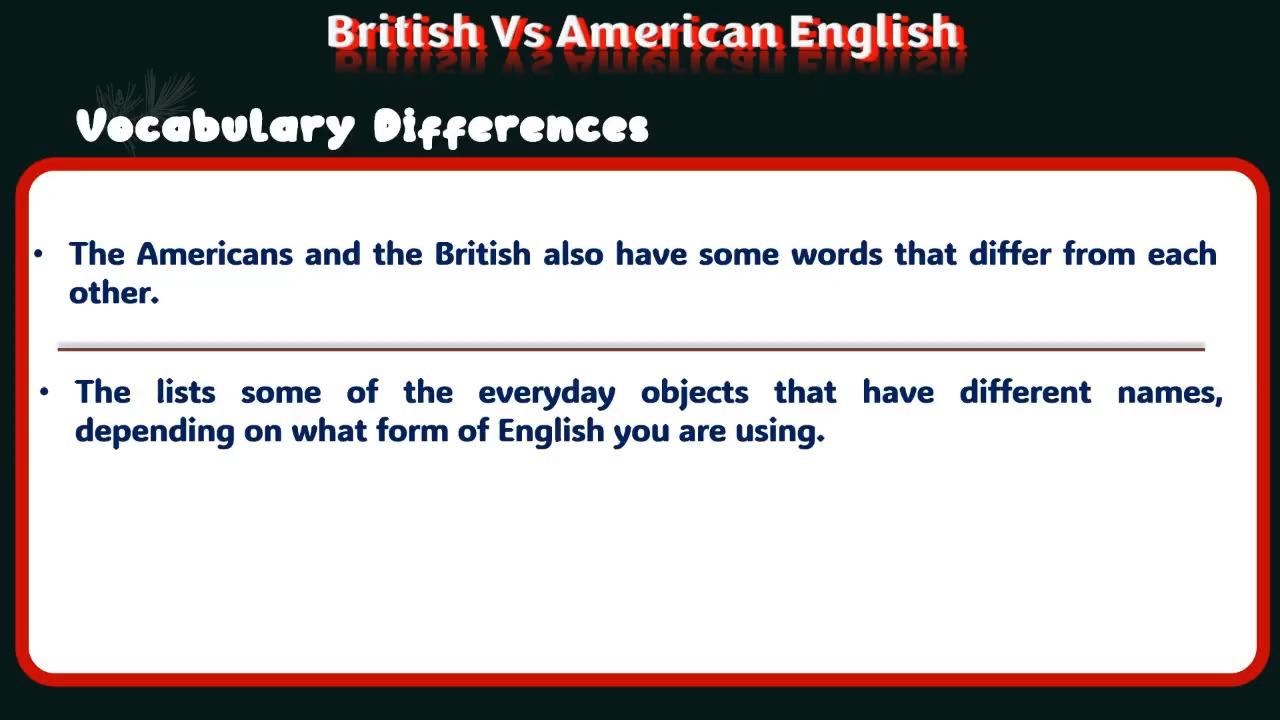 British Vs American English
Vocabulary Differences
• The Americans and the British also have some words that differ from each
other.
• The lists some of the everyday objects that have different names,
depending on what form of English you are using.